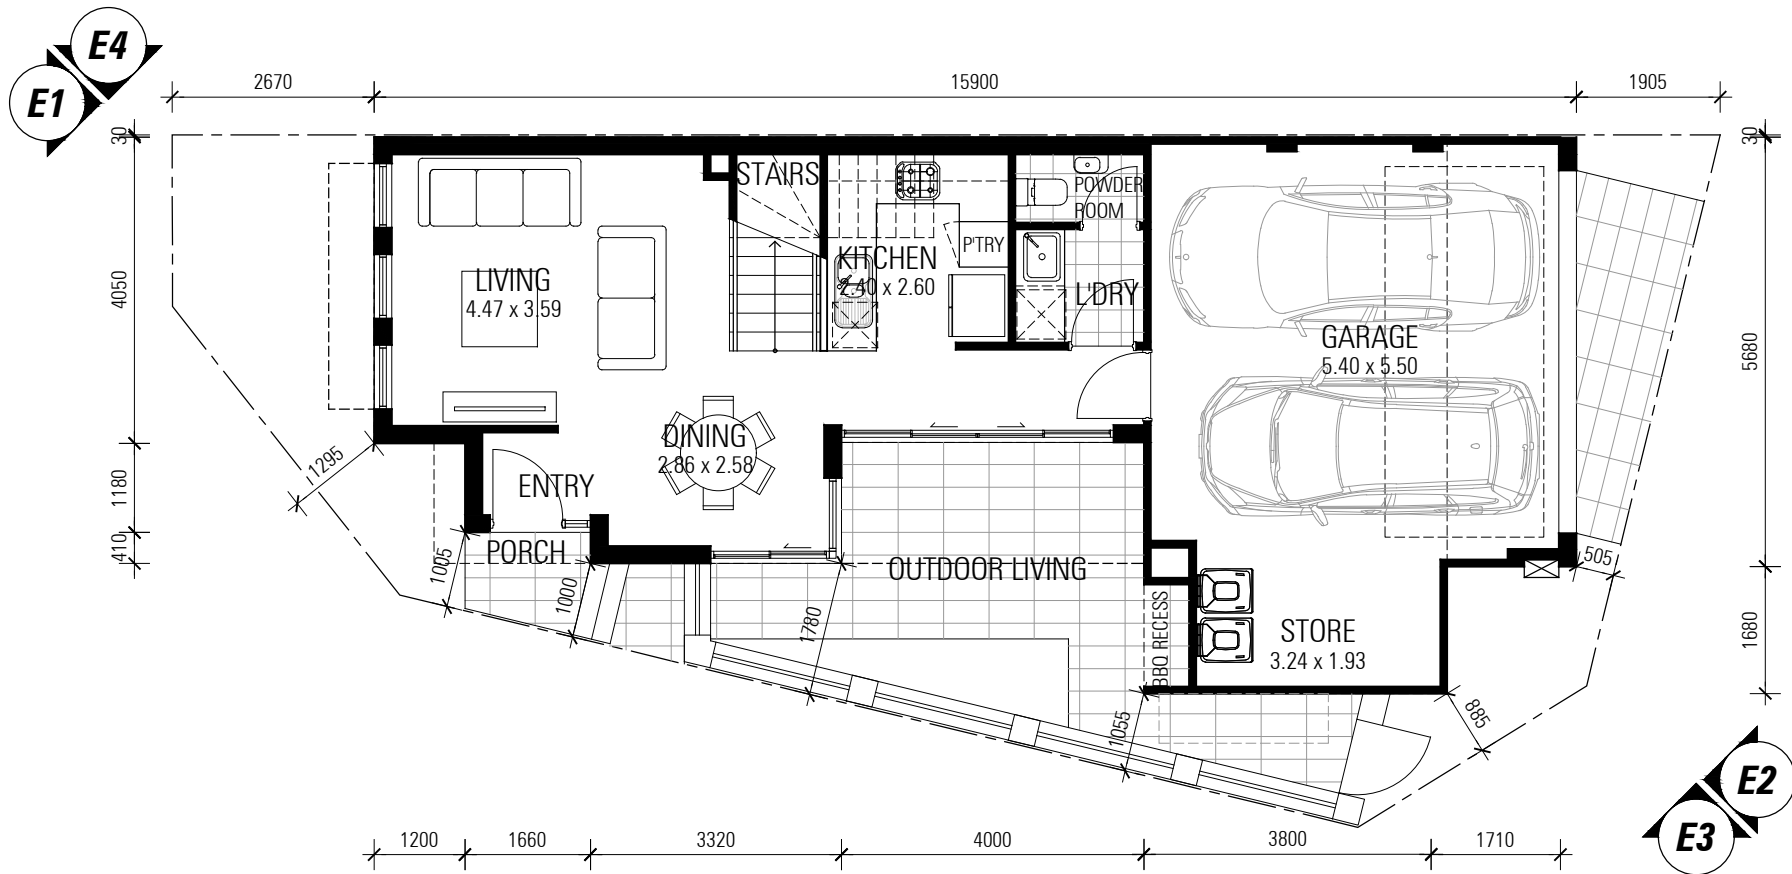 E4
E1
2670
15900
1905
30
4050
1180
410
30
5680
1680
STAIRS
POWDER
ROOM
P'TRY
KITCHEN
2.40 x 2.60
LIVING
4.47 x 3.59
L'DRY
GARAGE
5.40 x 5.50
DINING
2.86 x 2.58
ENTRY
1295
PORCH
1005
1000
OUTDOOR LIVING
1780
BBQ RECESS
STORE
3.24 x 1.93
505
1055
885
E2
E3
1200
1660
3320
4000
3800
1710